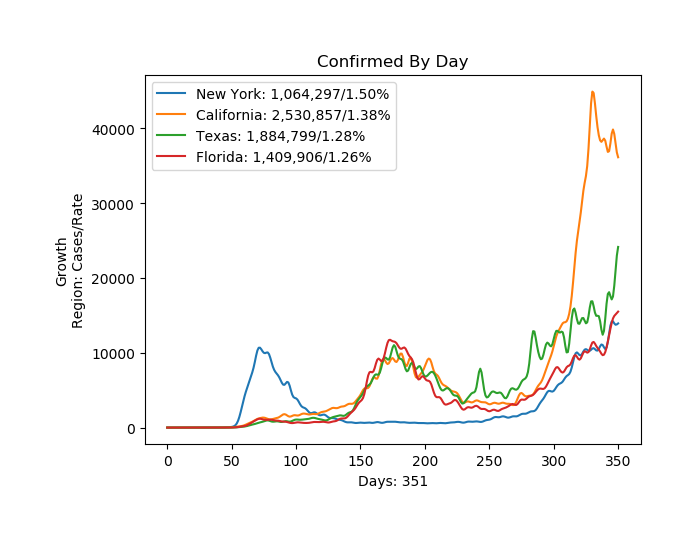 Confirmed By Day
New York: 1,064,297/1.50%
California: 2,530,857/1.38%
Texas: 1,884,799/1.28%
Florida: 1,409,906/1.26%
Growth
Region: Cases/Rate
40000
30000
20000
10000
0
0 50 100 150 200 250 300 350
Days: 351